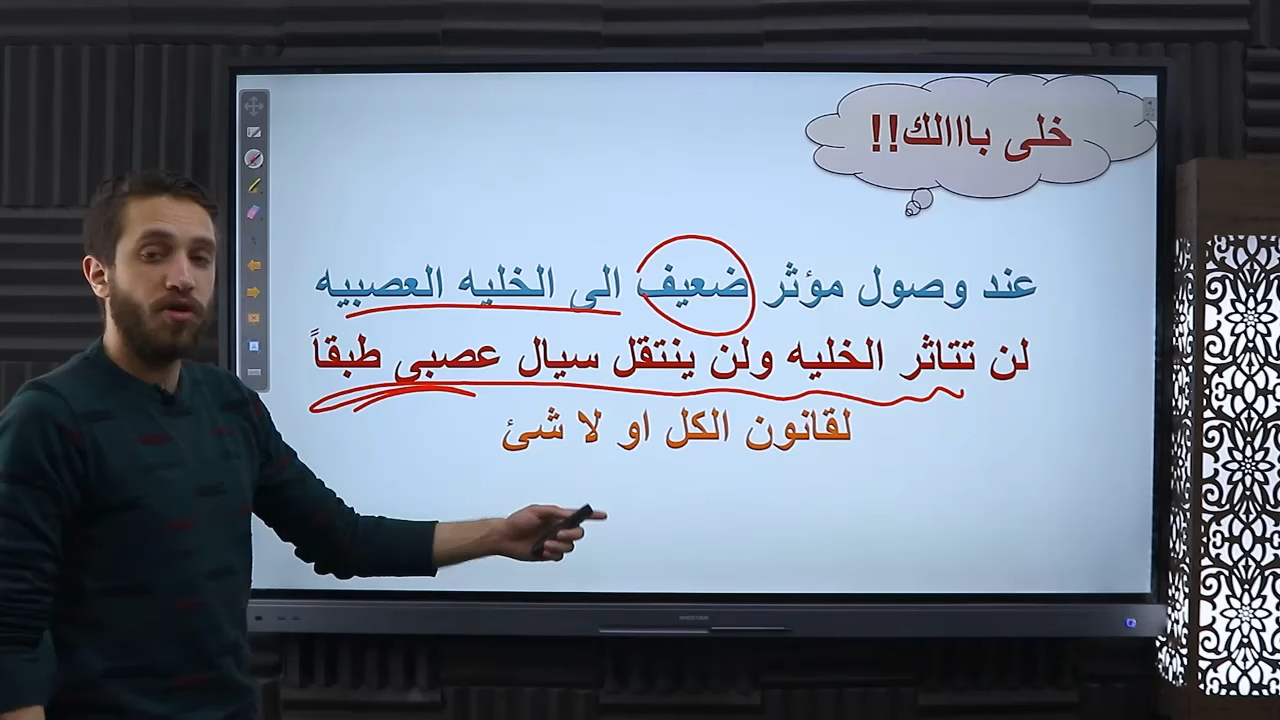 خلى بااالك!!
عند وصول مؤثر ضعيف الى الخليه العصبيه
لن تتاثر الخليه ولن ينتقل سيال عصبى طبقاً
لقانون الكل او لا شئ